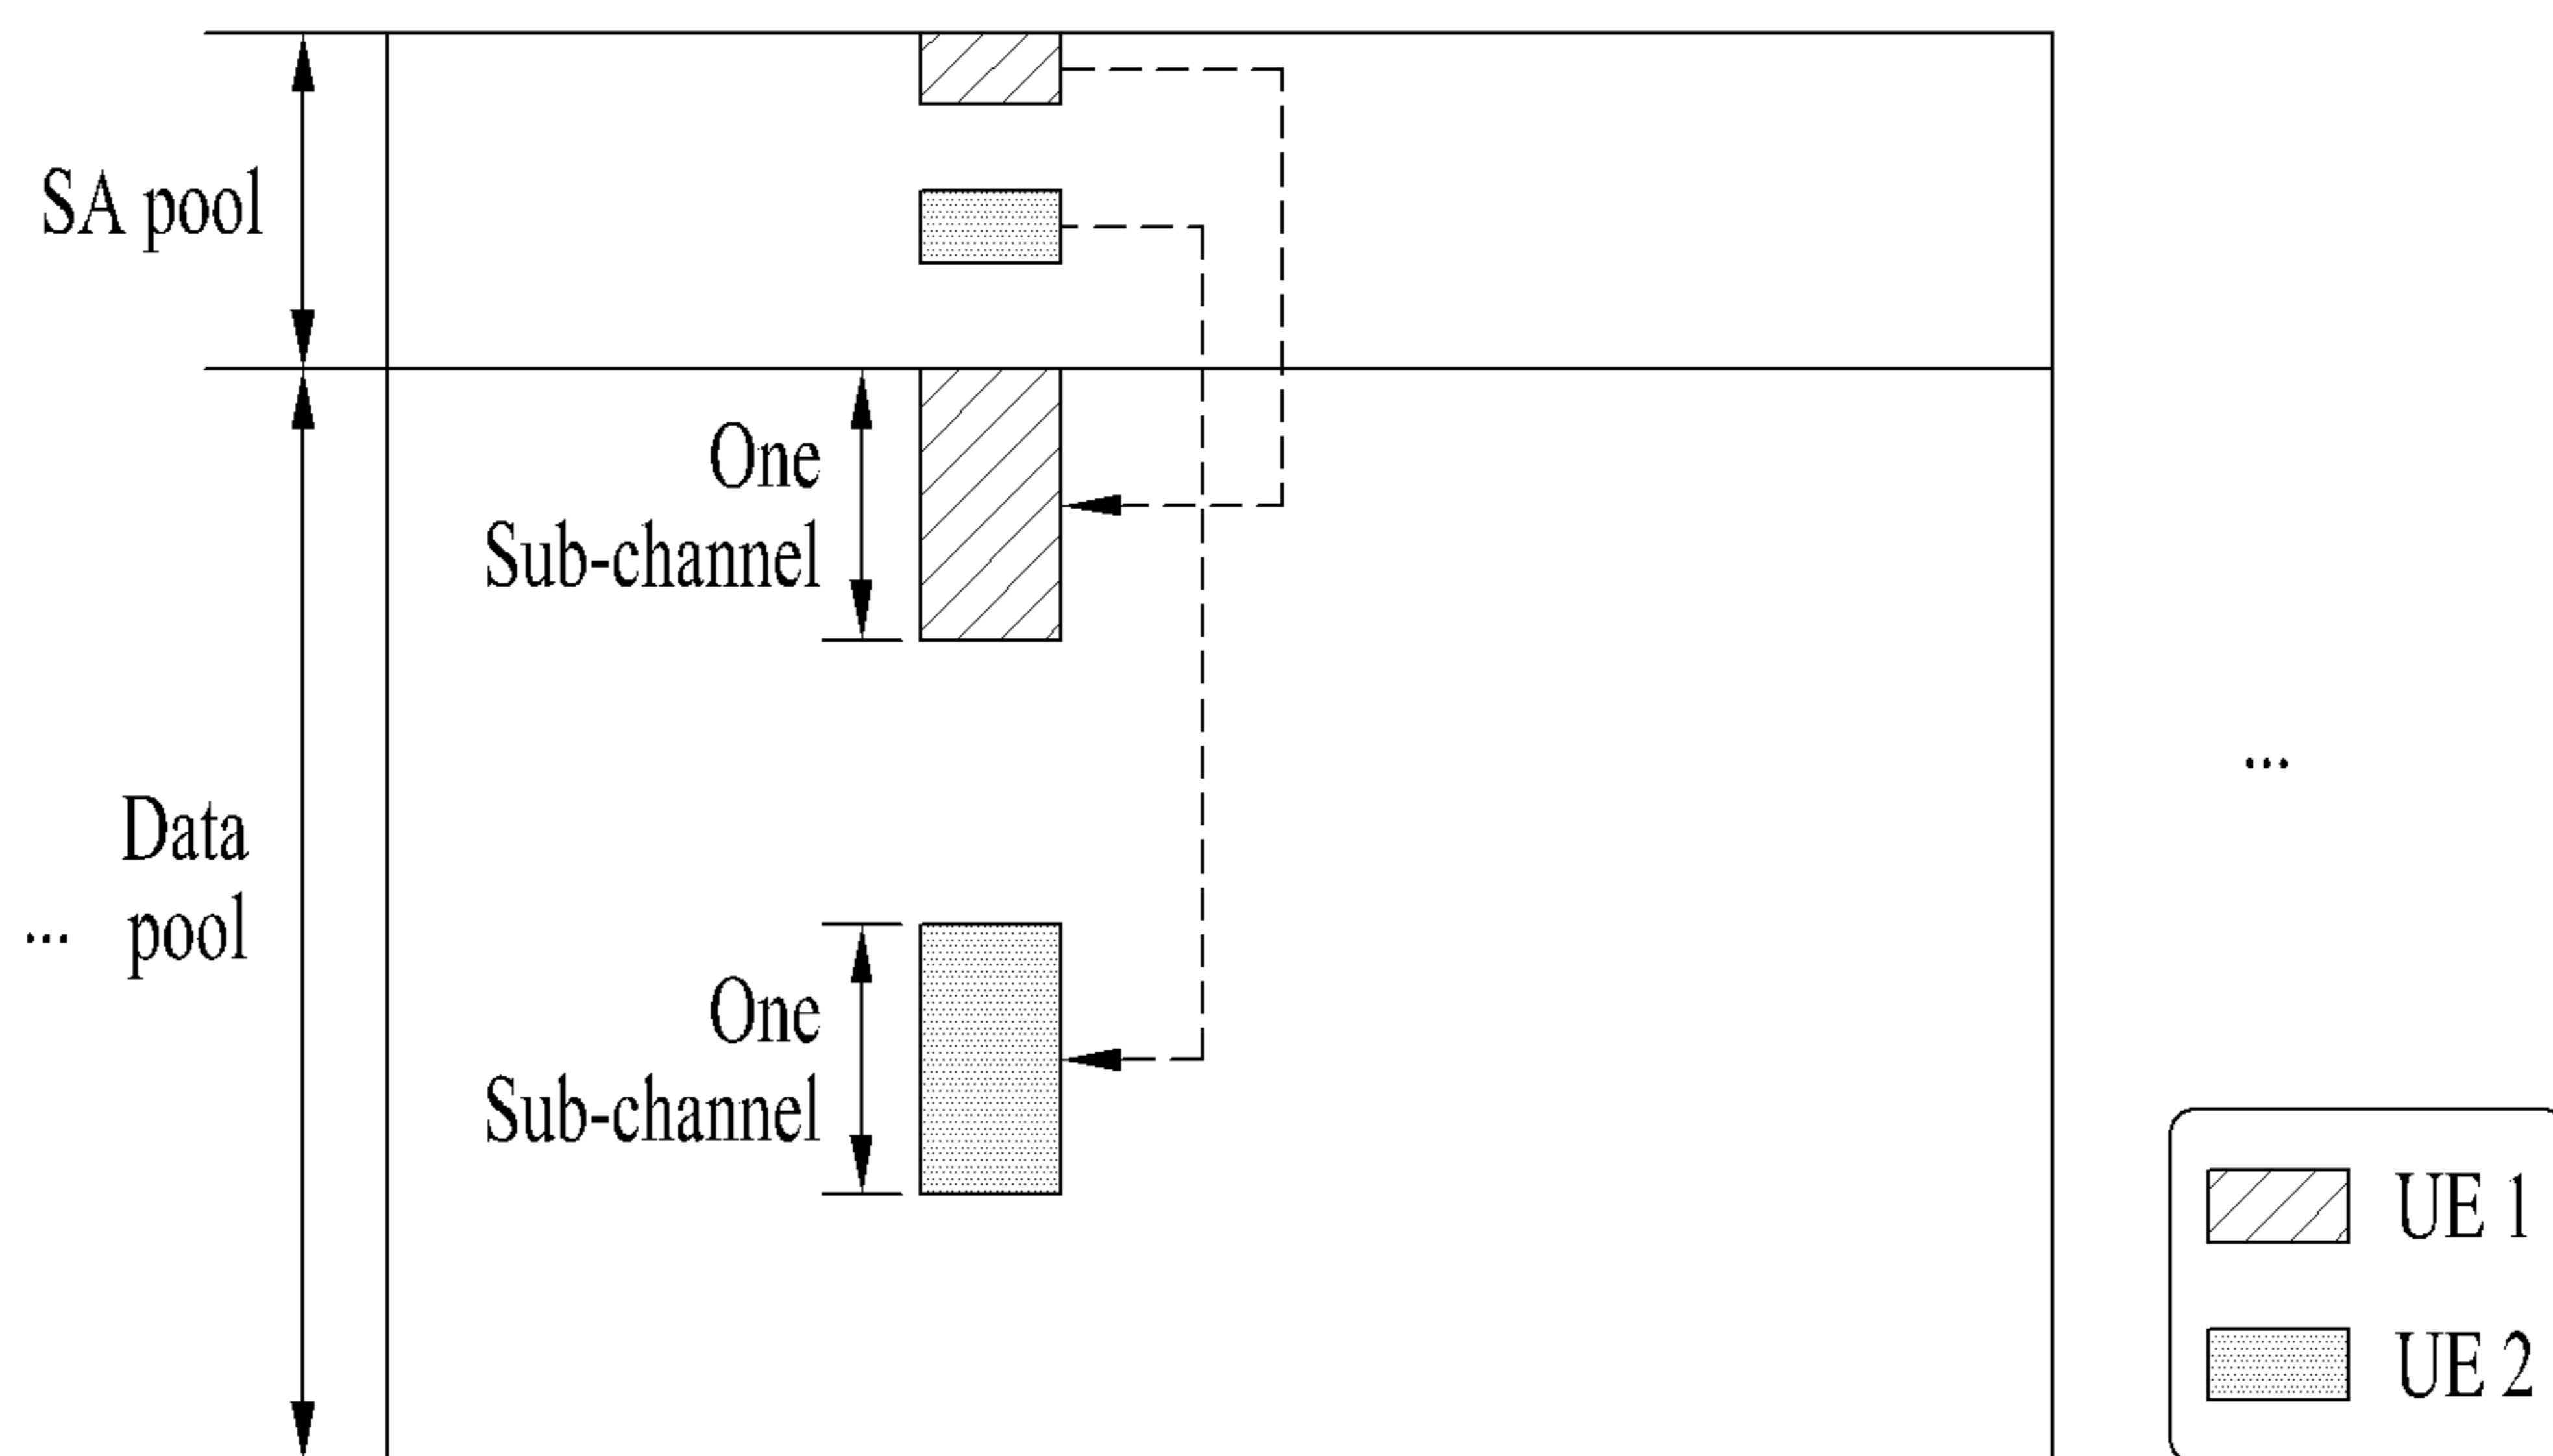 SA pool
One
Sub-channel
Data
... pool
...
One
Sub-channel
UE 1
UE 2